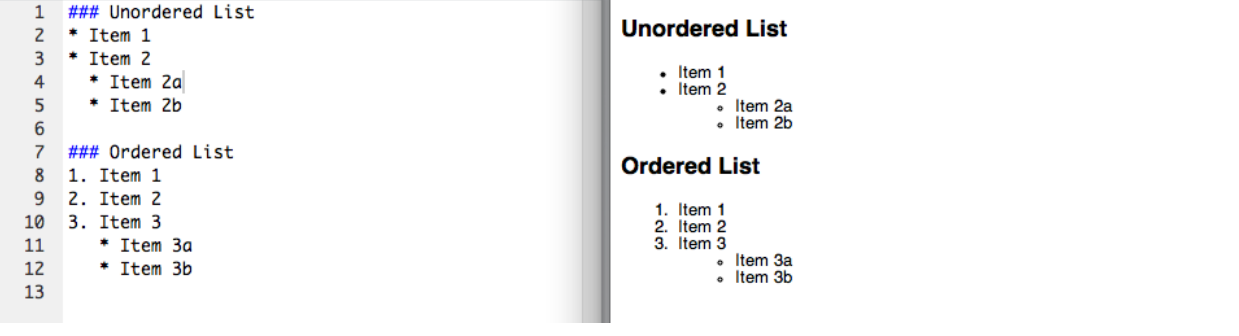 1 ### Unordered List
2 * Item 1
3 * Item 2
4   * Item 2a
5   * Item 2b
6
7 ### Ordered List
8 1. Item 1
9 2. Item 2
10 3. Item 3
11    * Item 3a
12    * Item 3b
13
Unordered List
• Item 1
• Item 2
◦ Item 2a
◦ Item 2b
Ordered List
1. Item 1
2. Item 2
3. Item 3
◦ Item 3a
◦ Item 3b